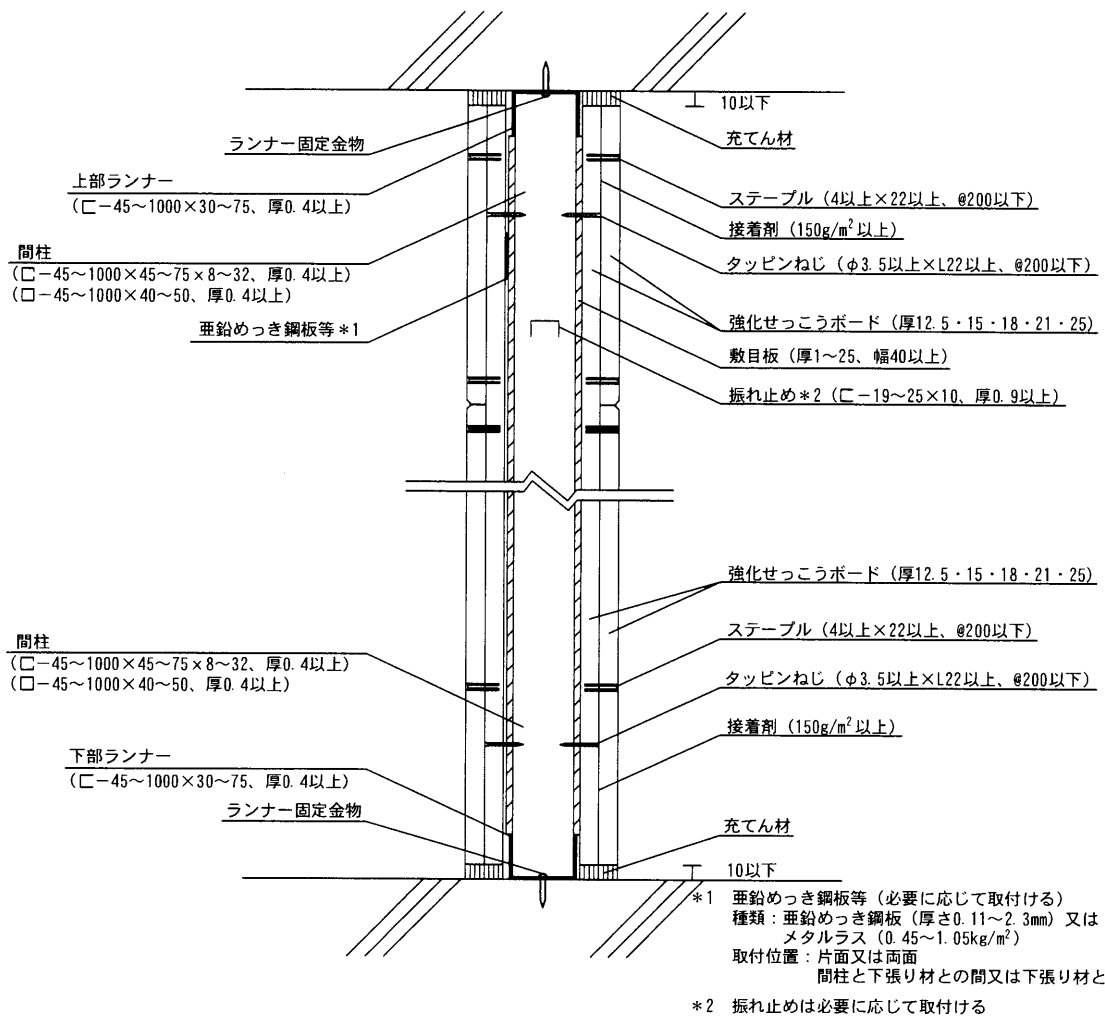 10以下
ランナー固定金物
充てん材
上部ランナー
(⊏-45～1000×30～75、厚0.4以上)
ステープル (4以上×22以上、@200以下)
接着剤 (150g/m²以上)
間柱
(⊏-45～1000×45～75×8～32、厚0.4以上)
(□-45～1000×40～50、厚0.4以上)
タッピンねじ (φ3.5以上×L22以上、@200以下)
亜鉛めっき鋼板等*1
強化せっこうボード (厚12.5・15・18・21・25)
敷目板 (厚1～25、幅40以上)
振れ止め*2 (⊏-19～25×10、厚0.9以上)
強化せっこうボード (厚12.5・15・18・21・25)
ステープル (4以上×22以上、@200以下)
間柱
(⊏-45～1000×45～75×8～32、厚0.4以上)
(□-45～1000×40～50、厚0.4以上)
タッピンねじ (φ3.5以上×L22以上、@200以下)
接着剤 (150g/m²以上)
下部ランナー
(⊏-45～1000×30～75、厚0.4以上)
ランナー固定金物
充てん材
10以下
*1 亜鉛めっき鋼板等 (必要に応じて取付ける)
種類：亜鉛めっき鋼板 (厚さ0.11～2.3mm) 又は
メタルラス (0.45～1.05kg/m²)
取付位置：片面又は両面
間柱と下張り材との間又は下張り材と
*2 振れ止めは必要に応じて取付ける